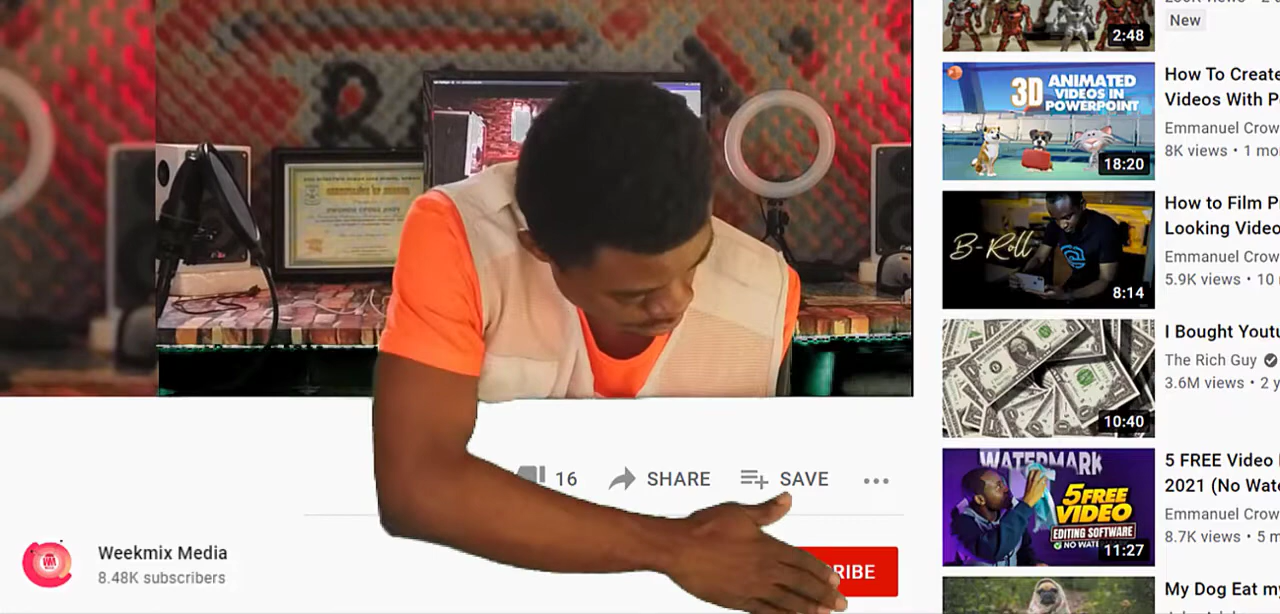 2:48
New
3D ANIMATED
VIDEOS IN
POWERPOINT
18:20
How To Create
Videos With P
Emmanuel Crow
8K views • 1 mo
B-Roll
8:14
How to Film P
Looking Video
Emmanuel Crow
5.9K views • 10
10:40
I Bought Youtu
The Rich Guy
3.6M views • 2 y
WATERMARK
5 FREE
VIDEO
EDITING SOFTWARE
NO WATER
11:27
5 FREE Video
2021 (No Wate
Emmanuel Crow
8.7K views • 5 m
My Dog Eat my
16
SHARE
SAVE
Weekmix Media
8.48K subscribers
RIBE